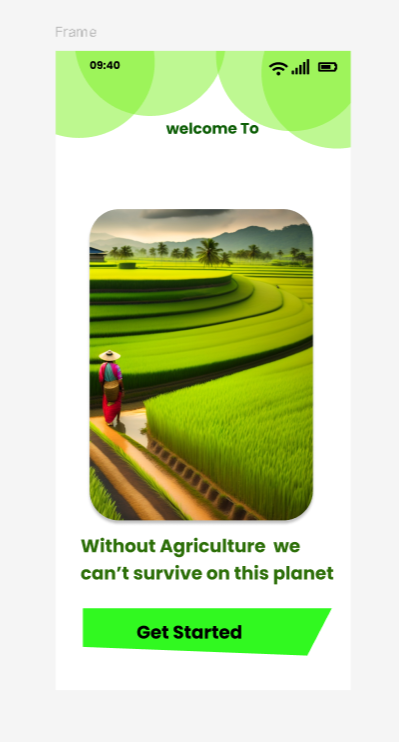 Frame
09:40
welcome To
Without Agriculture we
can’t survive on this planet
Get Started